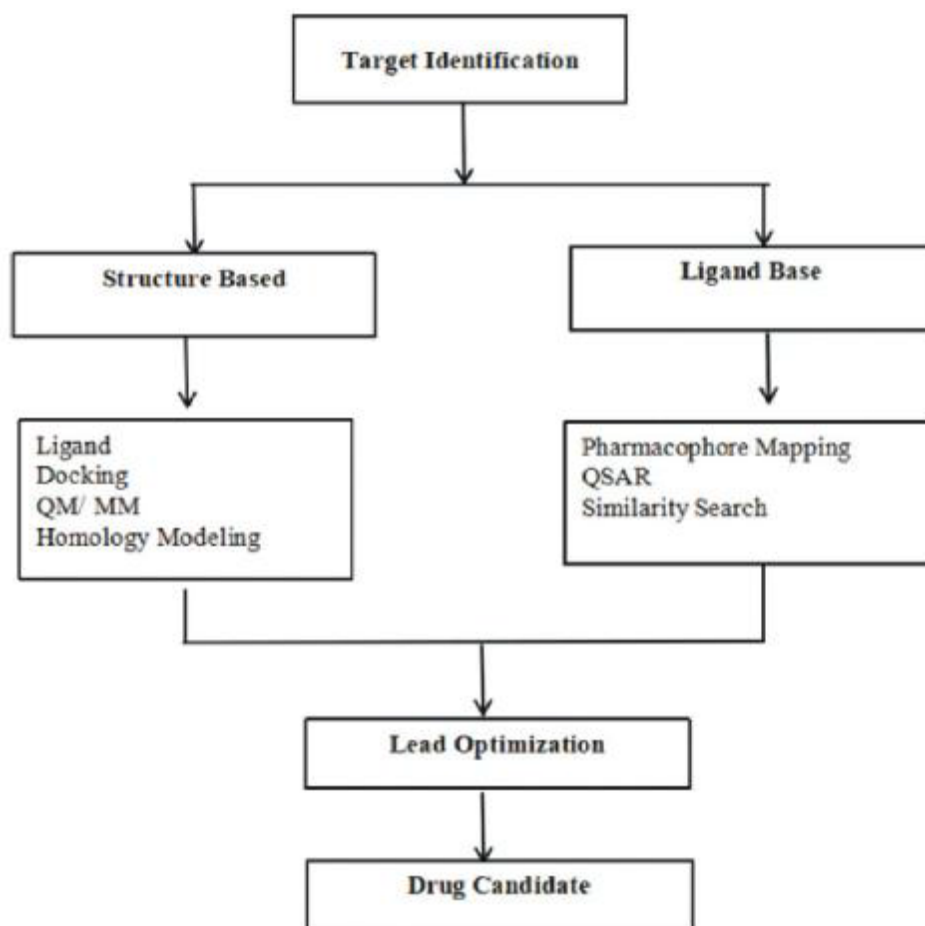 Target Identification
Structure Based
Ligand Base
Ligand
Docking
QM/ MM
Homology Modeling
Pharmacophore Mapping
QSAR
Similarity Search
Lead Optimization
Drug Candidate